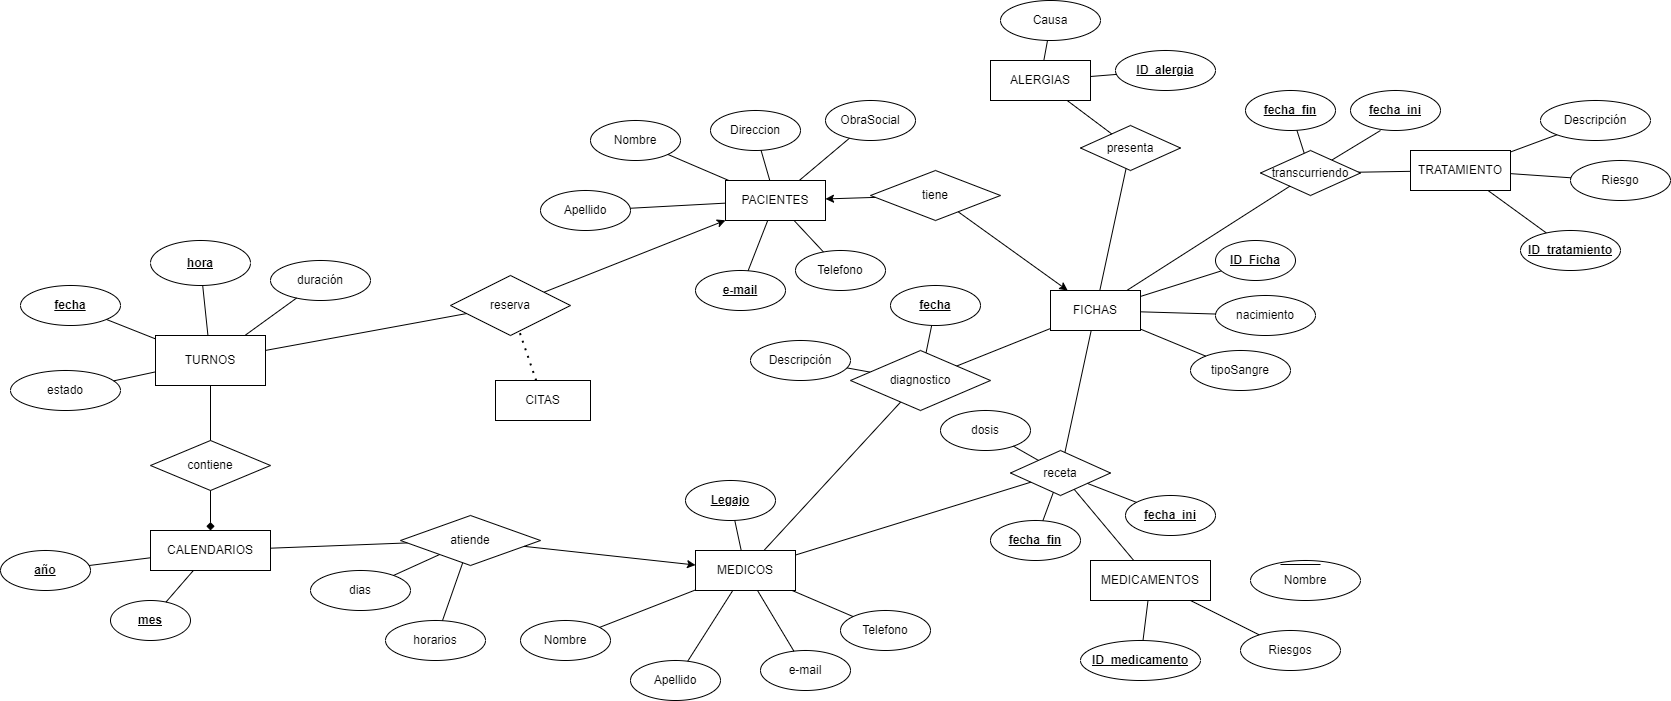 Causa
ALERGIAS
ID_alergia
fecha_fin
fecha_ini
Descripción
Nombre
Direccion
ObraSocial
presenta
transcurriendo
TRATAMIENTO
Riesgo
Apellido
PACIENTES
tiene
ID_tratamiento
hora
duración
e-mail
Telefono
ID_Ficha
fecha
reserva
fecha
FICHAS
nacimiento
TURNOS
Descripción
diagnostico
tipoSangre
estado
CITAS
dosis
contiene
receta
Legajo
fecha_ini
atiende
fecha_fin
CALENDARIOS
año
dias
MEDICOS
MEDICAMENTOS
Nombre
mes
horarios
Nombre
Telefono
Apellido
e-mail
ID_medicamento
Riesgos